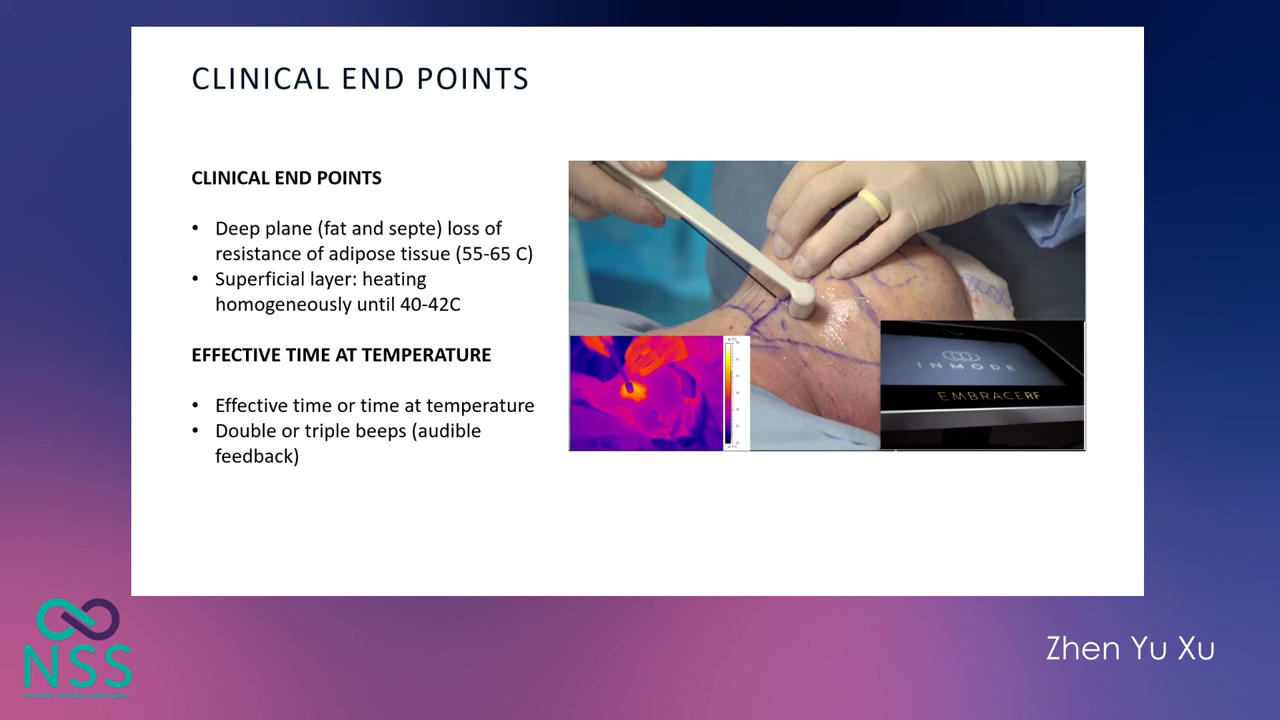 CLINICAL END POINTS
CLINICAL END POINTS
• Deep plane (fat and septe) loss of
resistance of adipose tissue (55-65 C)
• Superficial layer: heating
homogeneously until 40-42C
EFFECTIVE TIME AT TEMPERATURE
• Effective time or time at temperature
• Double or triple beeps (audible
feedback)
INMODE
EMBRACERF
NSS
Zhen Yu Xu